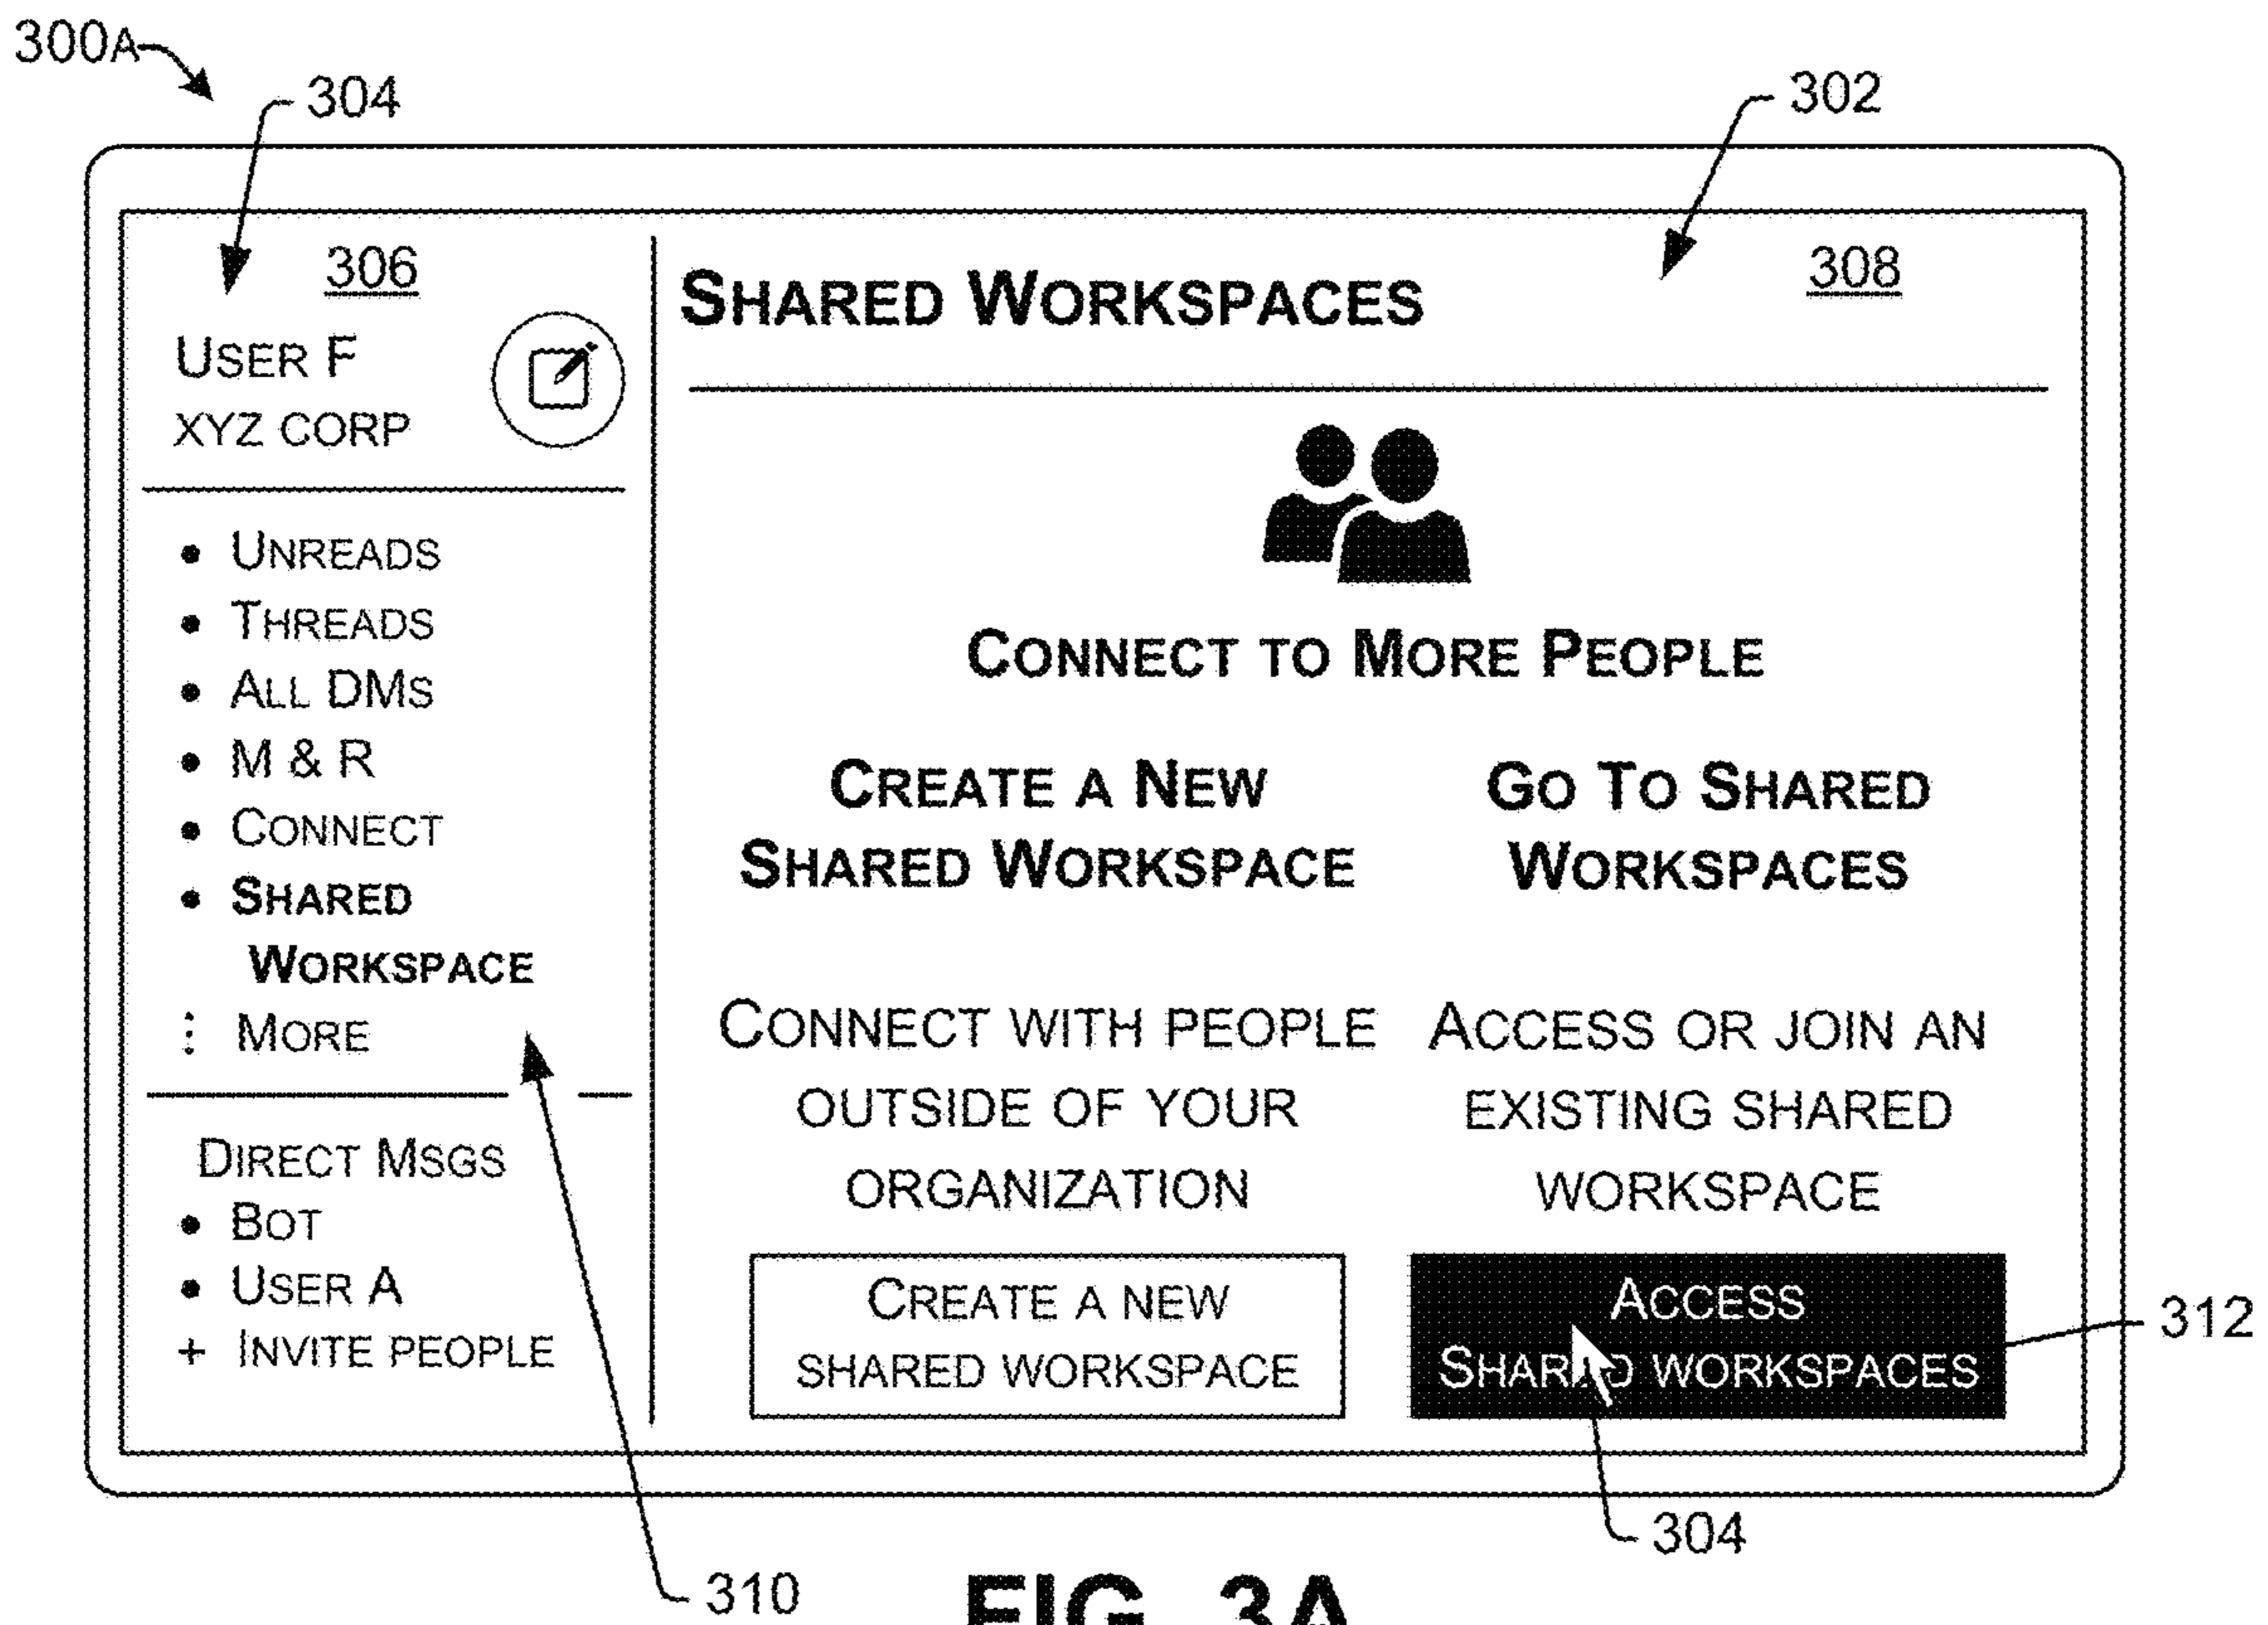 300A
304
302
306
308
USER F
XYZ CORP
• UNREADS
• THREADS
• ALL DMS
• M & R
• CONNECT
• SHARED
WORKSPACE
⋮ MORE
DIRECT MSGS
• BOT
• USER A
+ INVITE PEOPLE
SHARED WORKSPACES
CONNECT TO MORE PEOPLE
CREATE A NEW
SHARED WORKSPACE
CONNECT WITH PEOPLE
OUTSIDE OF YOUR
ORGANIZATION
CREATE A NEW
SHARED WORKSPACE
GO TO SHARED
WORKSPACES
ACCESS OR JOIN AN
EXISTING SHARED
WORKSPACE
ACCESS
SHARED WORKSPACES
312
304
310
FIG. 3A